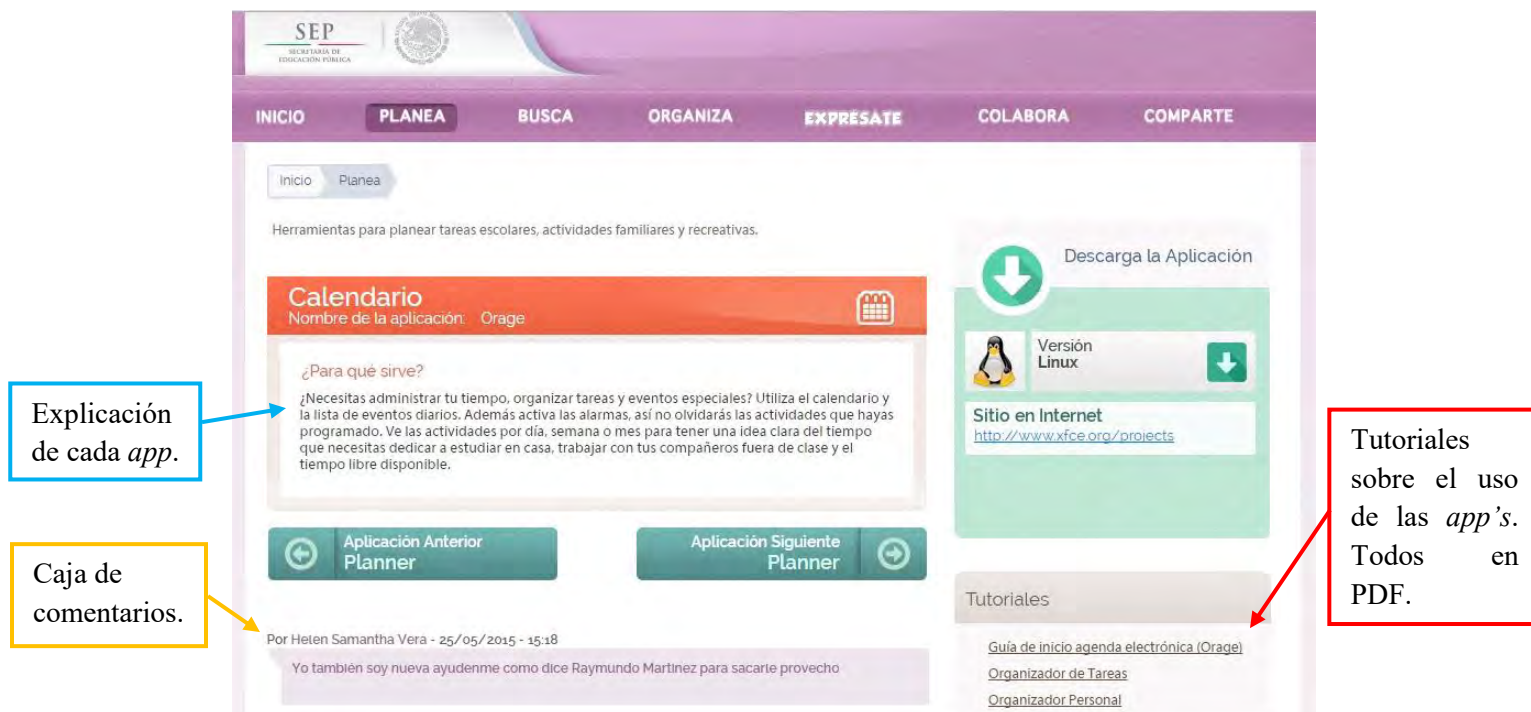 SEP
SECRETARÍA DE
EDUCACIÓN PÚBLICA
INICIO PLANEA BUSCA ORGANIZA EXPRÉSATE COLABORA COMPARTE
Inicio Planea
Herramientas para planear tareas escolares, actividades familiares y recreativas.
Calendario
Nombre de la aplicación: Orage
¿Para qué sirve?
¿Necesitas administrar tu tiempo, organizar tareas y eventos especiales? Utiliza el calendario y
la lista de eventos diarios. Además activa las alarmas, así no olvidarás las actividades que hayas
programado. Ve las actividades por día, semana o mes para tener una idea clara del tiempo
que necesitas dedicar a estudiar en casa, trabajar con tus compañeros fuera de clase y el
tiempo libre disponible.
Aplicación Anterior
Planner
Aplicación Siguiente
Planner
Por Helen Samantha Vera - 25/05/2015 - 15:18
Yo también soy nueva ayudenme como dice Raymundo Martinez para sacarle provecho
Descarga la Aplicación
Versión
Linux
Sitio en Internet
http://www.xfce.org/projects
Tutoriales
Guía de inicio agenda electrónica (Orage)
Organizador de Tareas
Organizador Personal
Explicación
de cada app.
Caja de
comentarios.
Tutoriales
sobre el uso
de las app's.
Todos en
PDF.